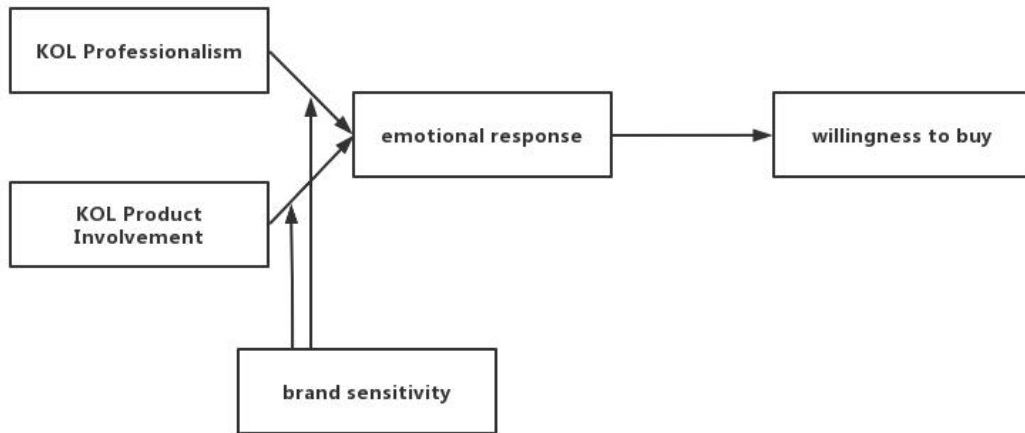 KOL Professionalism
emotional response
willingness to buy
KOL Product
Involvement
brand sensitivity